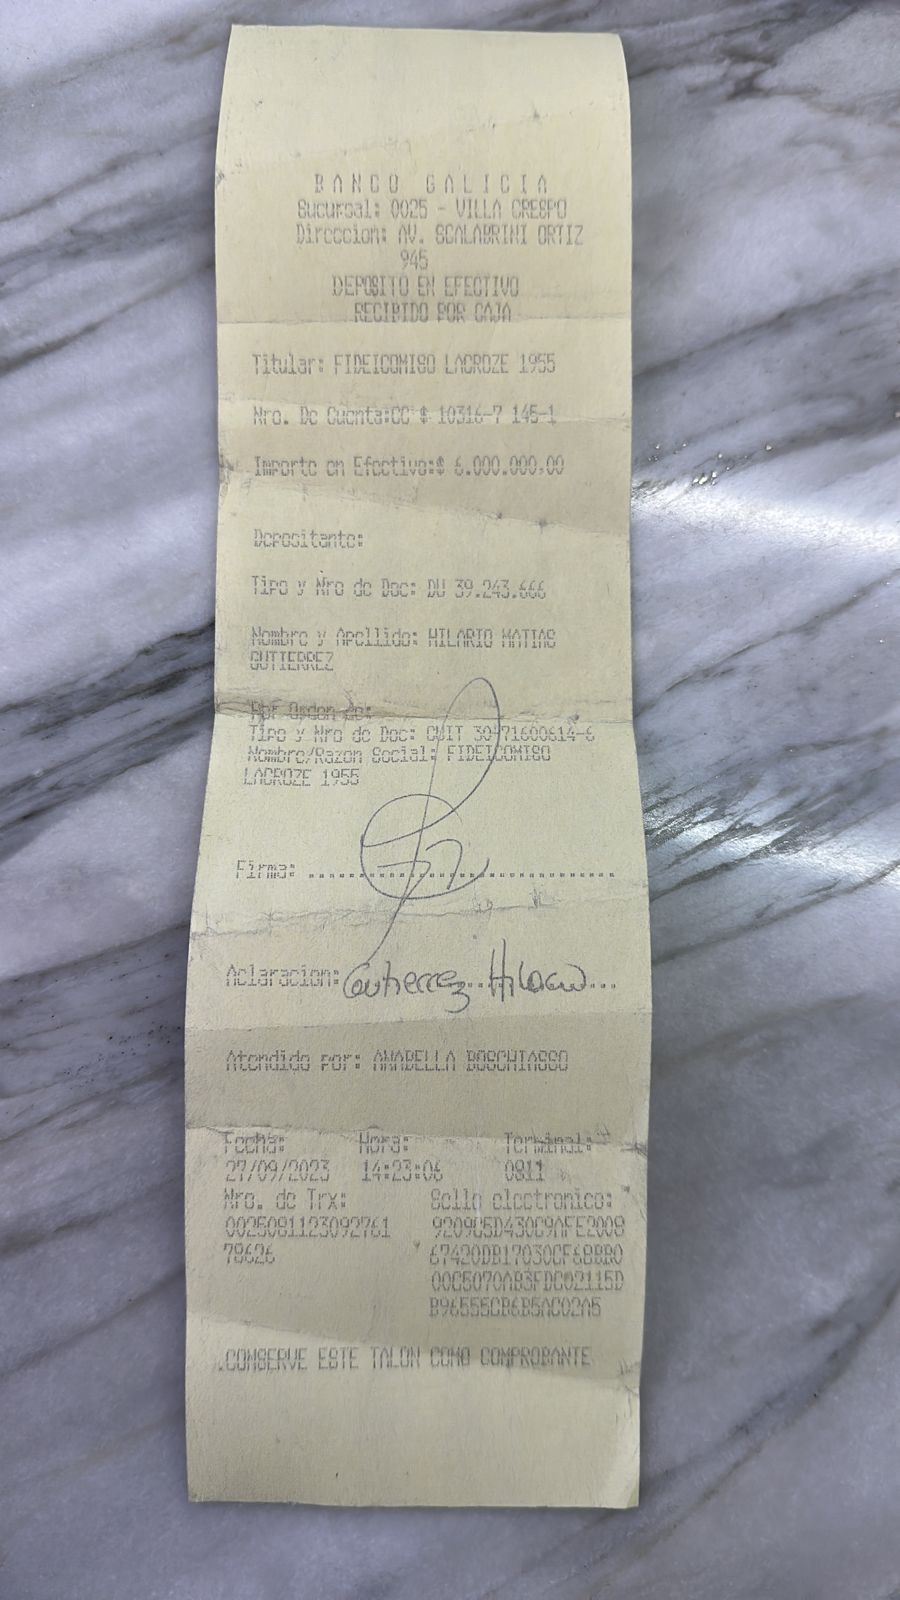 BANCO GALICIA
Sucursal: 0025 - VILLA CRESPO
Direccion: AV. SCALABRINI ORTIZ
945
DEPOSITO EN EFECTIVO
RECIBIDO POR CAJA
Titular: FIDEICOMISO LACROZE 1955
Nro. De Cuenta:CC $ 10316-7 145-1
Importe en Efectivo:$ 6.000.000,00
Depositante:
Tipo y Nro de Doc: DU 39.243.666
Nombre y Apellido: HILARIO MATIAS
GUTIERREZ
Por Orden de:
Tipo y Nro de Doc: CUIT 30-71600614-6
Nombre/Razon Social: FIDEICOMISO
LACROZE 1955
Firma: ........................
Aclaracion: Gutierrez Hilario
Atendido por: ANABELLA BOSCHIASSO
Fecha: Hora: Terminal:
27/09/2023 14:23:06 0811
Nro. de Trx: Sello electronico:
0025081123092761 9209C5D430C9AFE2008
78626 67420DB17030CF6BBB0
00C5070AB3FDC02115D
B96555CB6B5AC02A5
.CONSERVE ESTE TALON COMO COMPROBANTE